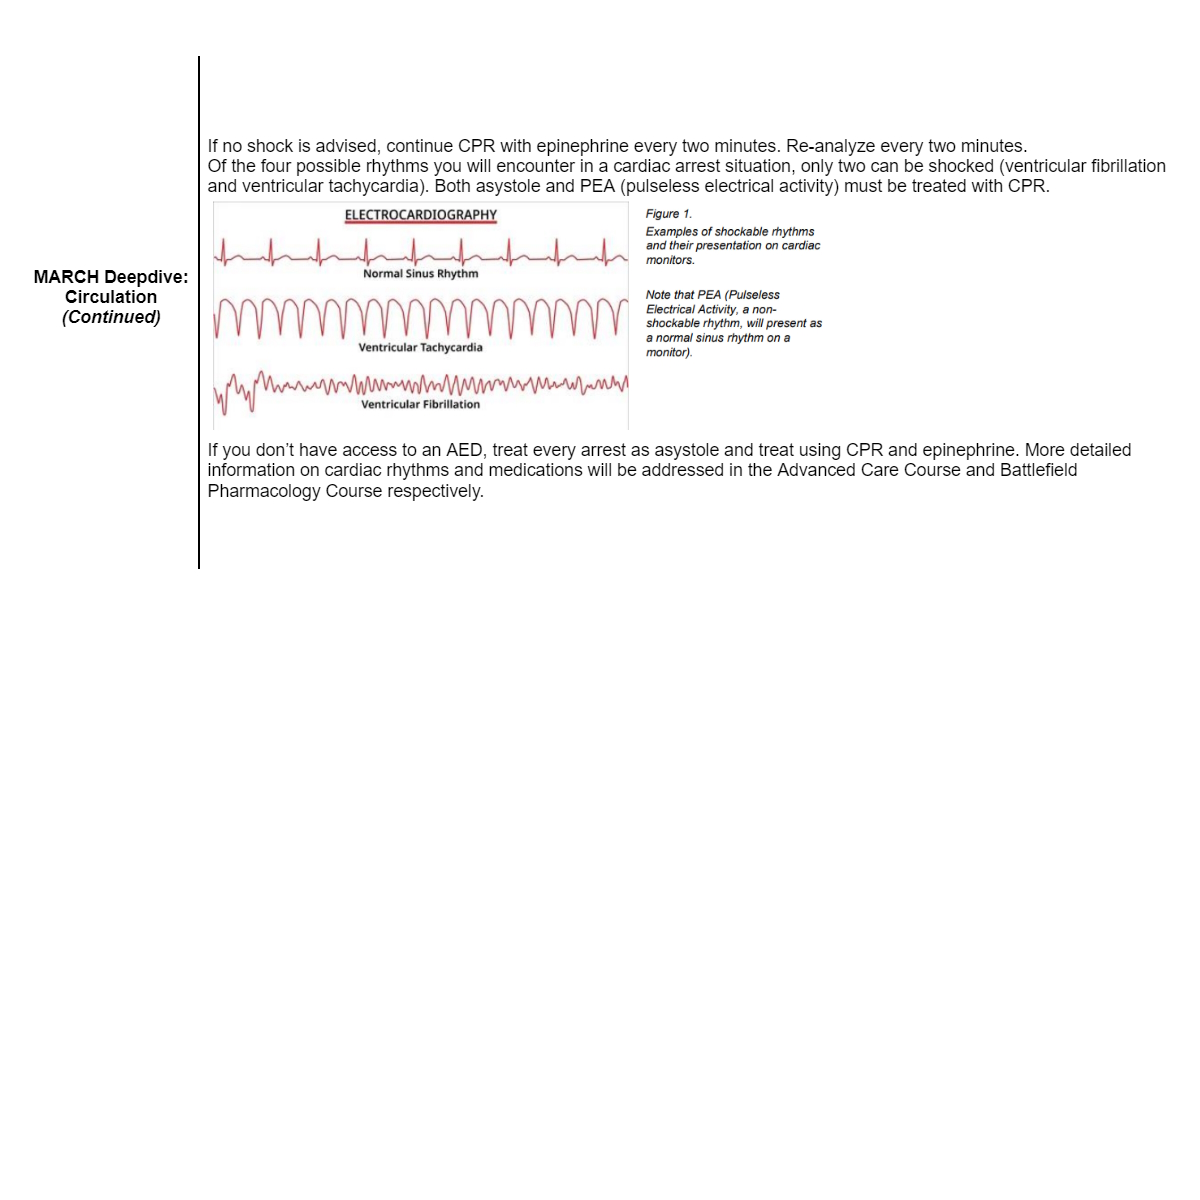 MARCH Deepdive:
Circulation
(Continued)
If no shock is advised, continue CPR with epinephrine every two minutes. Re-analyze every two minutes.
Of the four possible rhythms you will encounter in a cardiac arrest situation, only two can be shocked (ventricular fibrillation
and ventricular tachycardia). Both asystole and PEA (pulseless electrical activity) must be treated with CPR.
ELECTROCARDIOGRAPHY
Normal Sinus Rhythm
Ventricular Tachycardia
Ventricular Fibrillation
Figure 1.
Examples of shockable rhythms
and their presentation on cardiac
monitors.
Note that PEA (Pulseless
Electrical Activity, a non-
shockable rhythm, will present as
a normal sinus rhythm on a
monitor).
If you don’t have access to an AED, treat every arrest as asystole and treat using CPR and epinephrine. More detailed
information on cardiac rhythms and medications will be addressed in the Advanced Care Course and Battlefield
Pharmacology Course respectively.